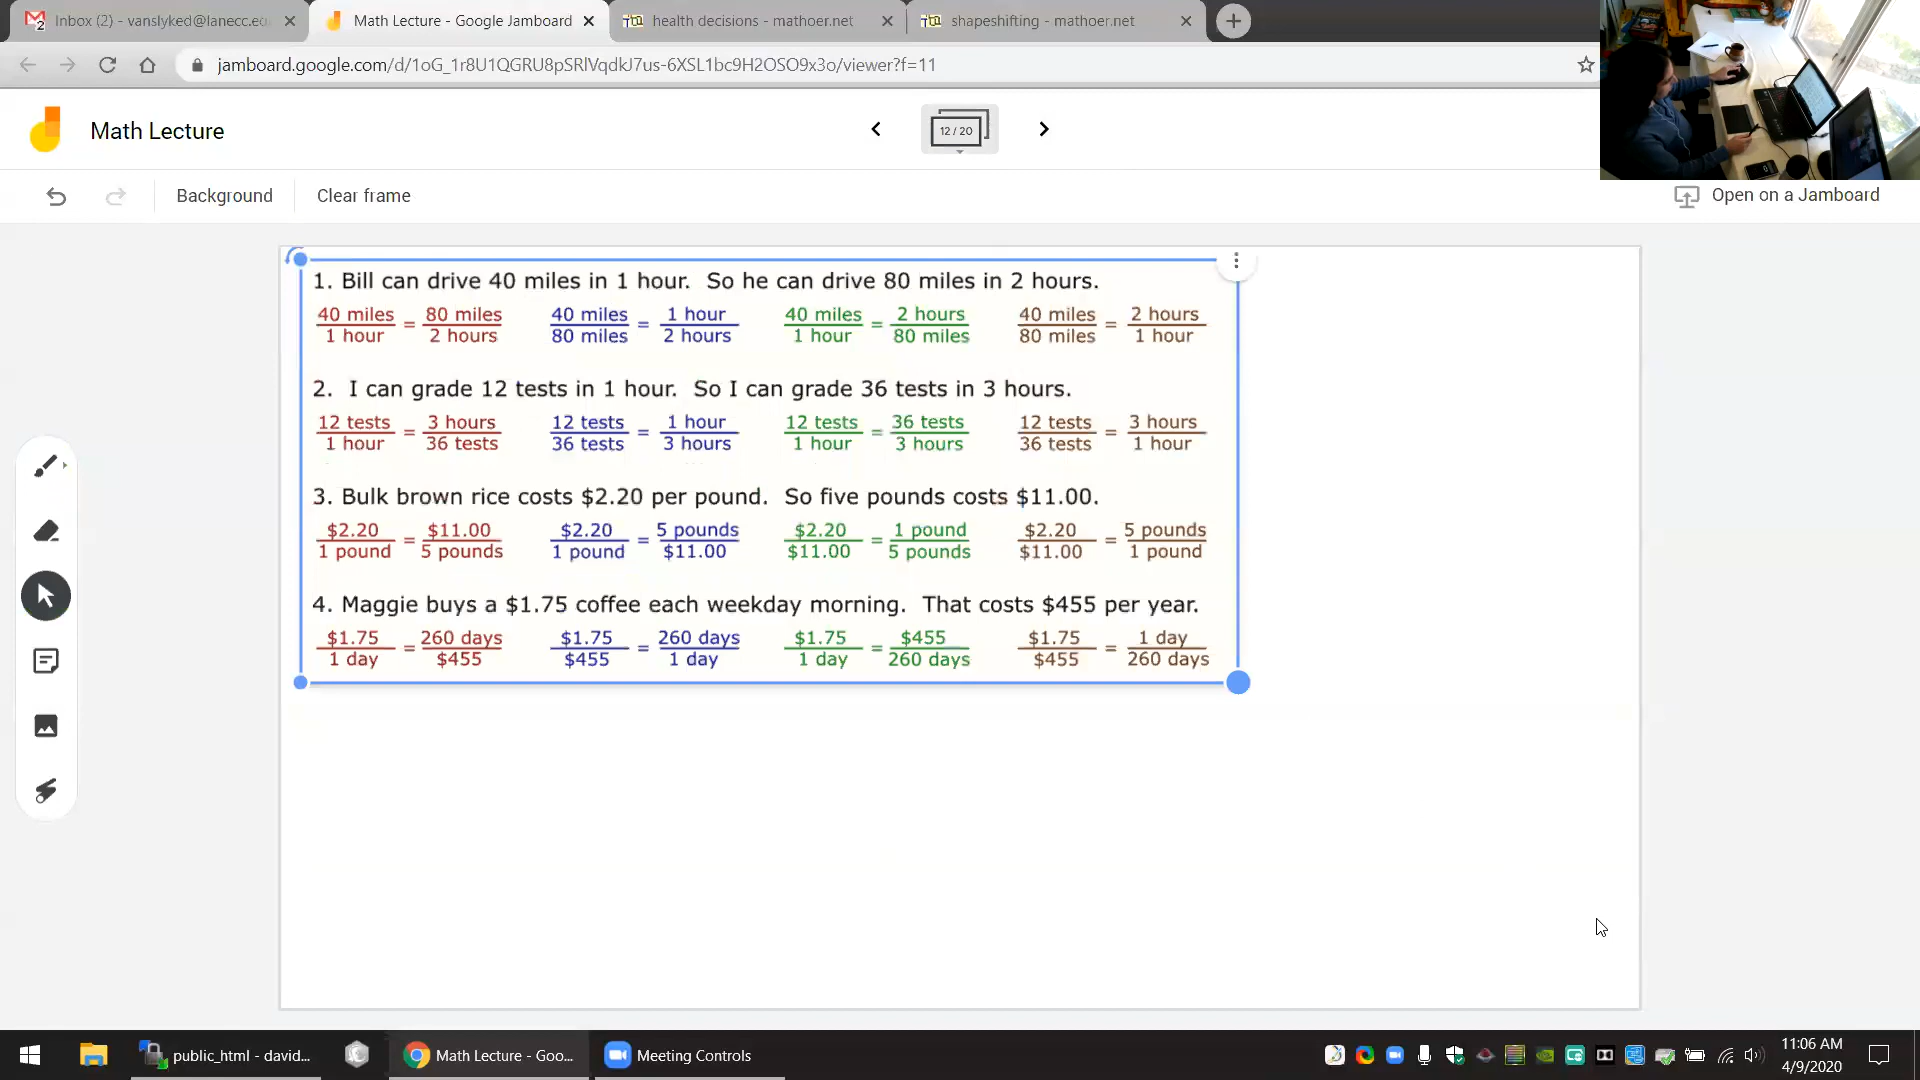 Inbox (2) - vanslyked@lanecc.ed
Math Lecture - Google Jamboard
health decisions - mathoer.net
shapeshifting - mathoer.net
jamboard.google.com/d/1oG_1r8U1QGRU8pSRlVqdkJ7us-6XSL1bc9H2OSO9x3o/viewer?f=11
Math Lecture
12 / 20
Background
Clear frame
Open on a Jamboard
1. Bill can drive 40 miles in 1 hour. So he can drive 80 miles in 2 hours.
40 miles = 80 miles 40 miles = 1 hour 40 miles = 2 hours 40 miles = 2 hours
1 hour 2 hours 80 miles 2 hours 1 hour 80 miles 80 miles 1 hour
2. I can grade 12 tests in 1 hour. So I can grade 36 tests in 3 hours.
12 tests = 3 hours 12 tests = 1 hour 12 tests = 36 tests 12 tests = 3 hours
1 hour 36 tests 36 tests 3 hours 1 hour 3 hours 36 tests 1 hour
3. Bulk brown rice costs $2.20 per pound. So five pounds costs $11.00.
$2.20 = $11.00 $2.20 = 5 pounds $2.20 = 1 pound $2.20 = 5 pounds
1 pound 5 pounds 1 pound $11.00 $11.00 5 pounds $11.00 1 pound
4. Maggie buys a $1.75 coffee each weekday morning. That costs $455 per year.
$1.75 = 260 days $1.75 = 260 days $1.75 = $455 $1.75 = 1 day
1 day $455 $455 1 day 1 day 260 days $455 260 days
public_html - david...
Math Lecture - Goo...
Meeting Controls
11:06 AM
4/9/2020